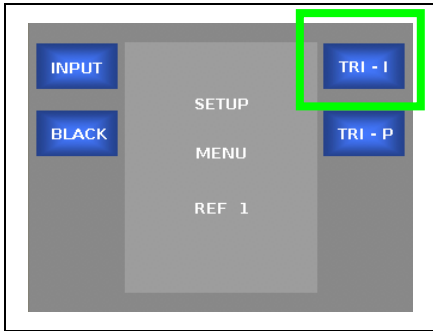 INPUT
TRI - I
SETUP
BLACK
MENU
TRI - P
REF 1